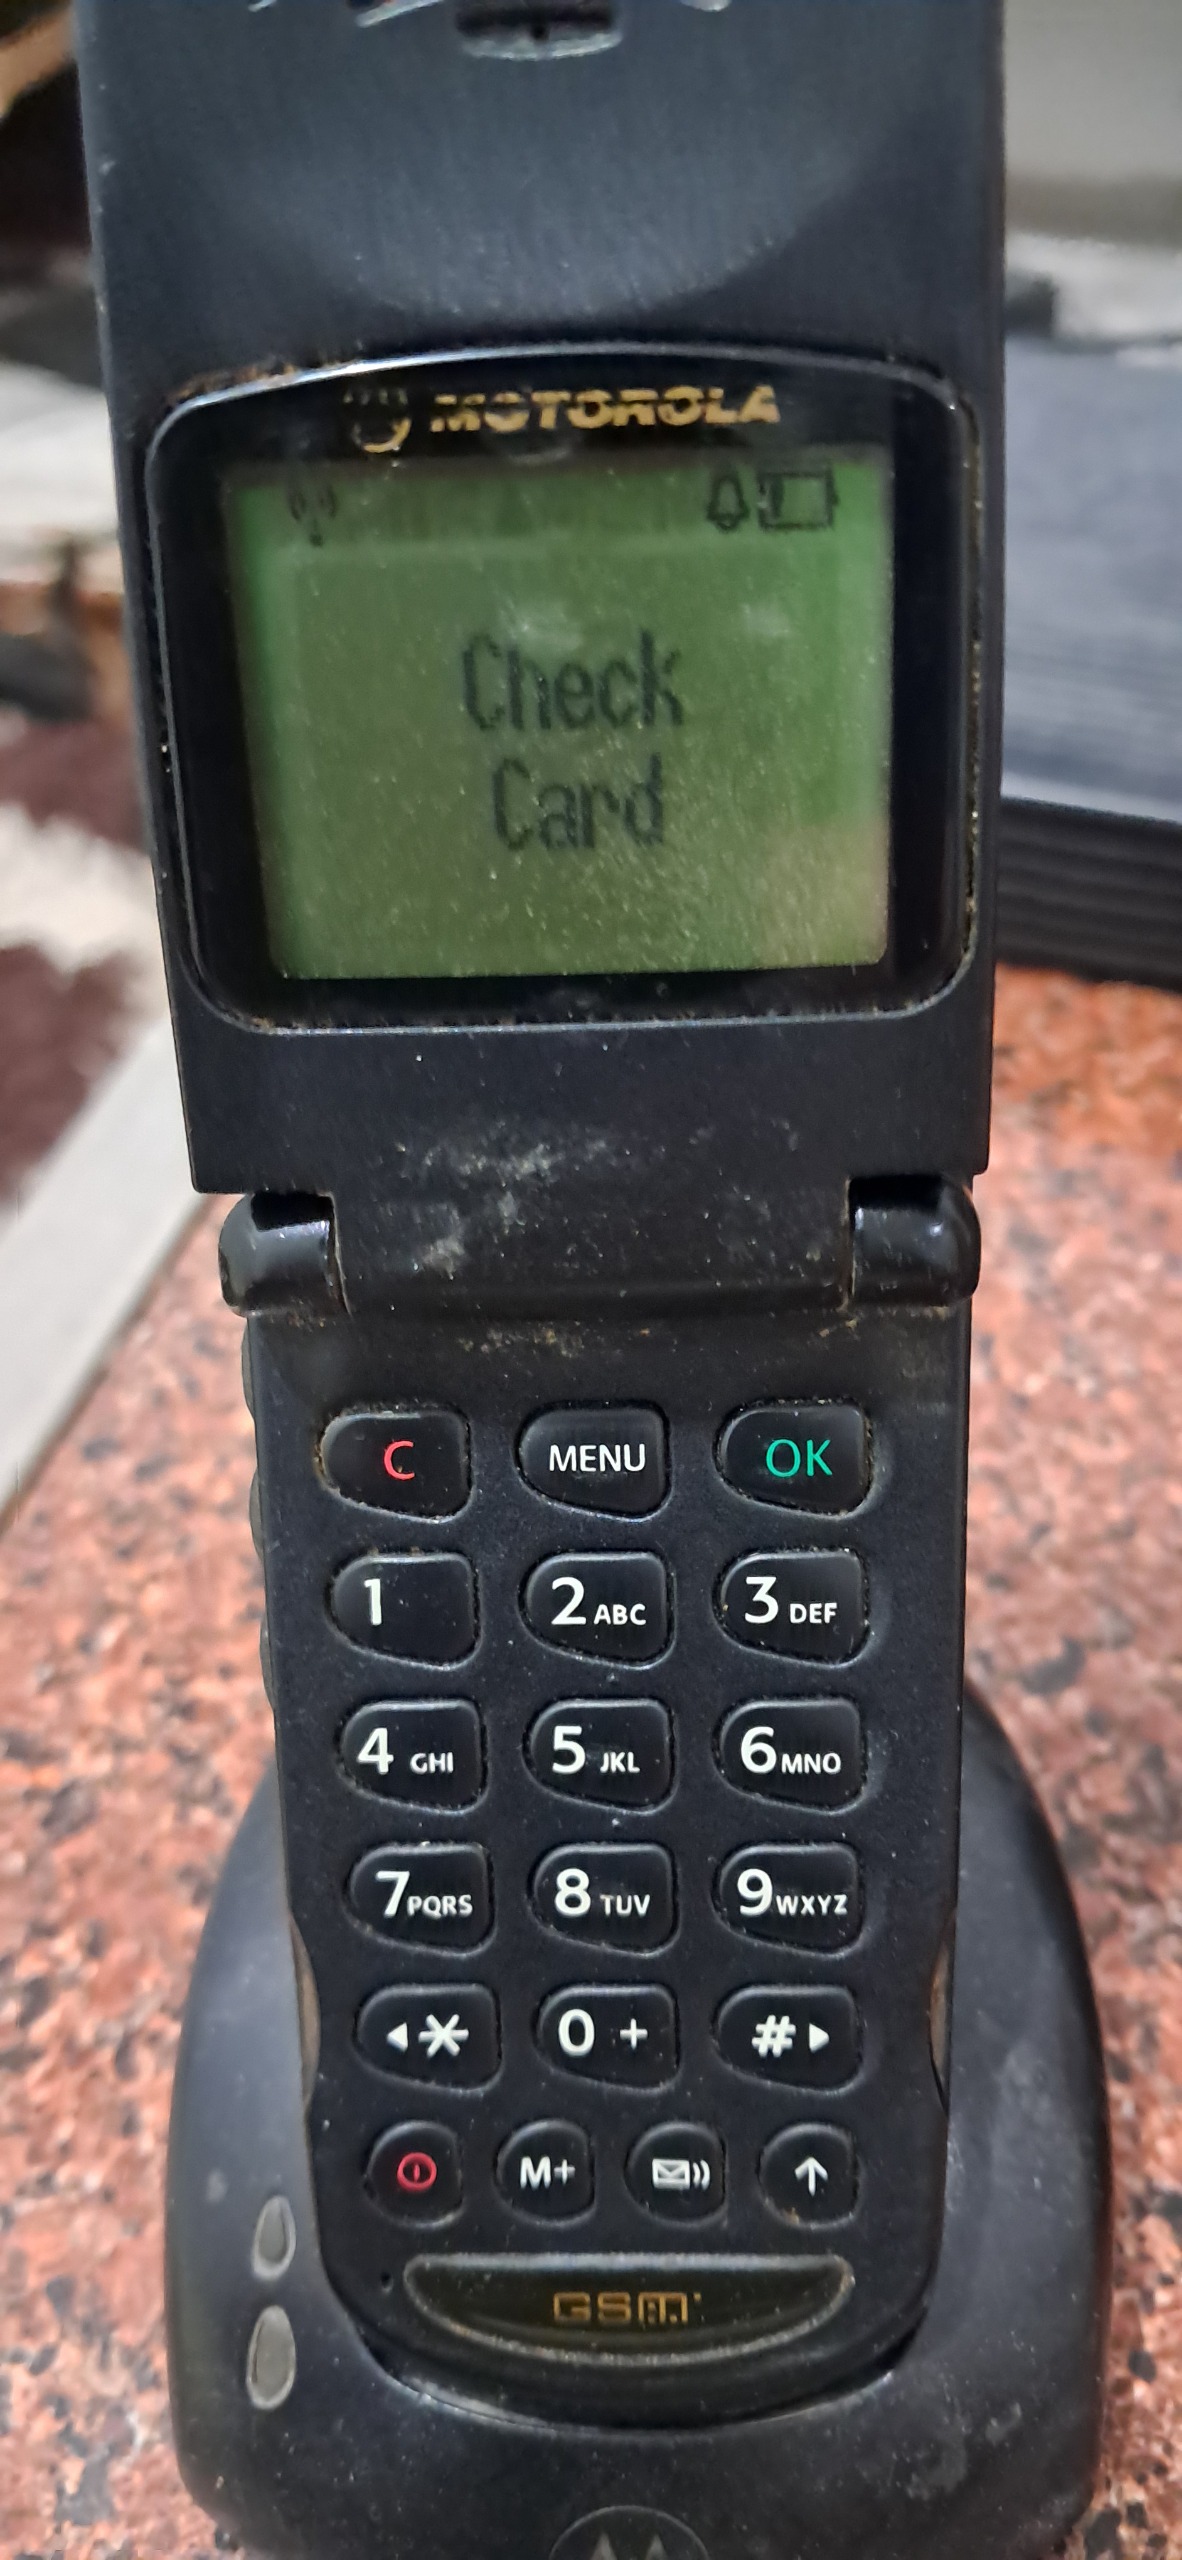 MOTOROLA
Check
Card
C MENU OK
1 2 ABC 3 DEF
4 GHI 5 JKL 6 MNO
7 PQRS 8 TUV 9 WXYZ
* 0 + #
M+
GSM